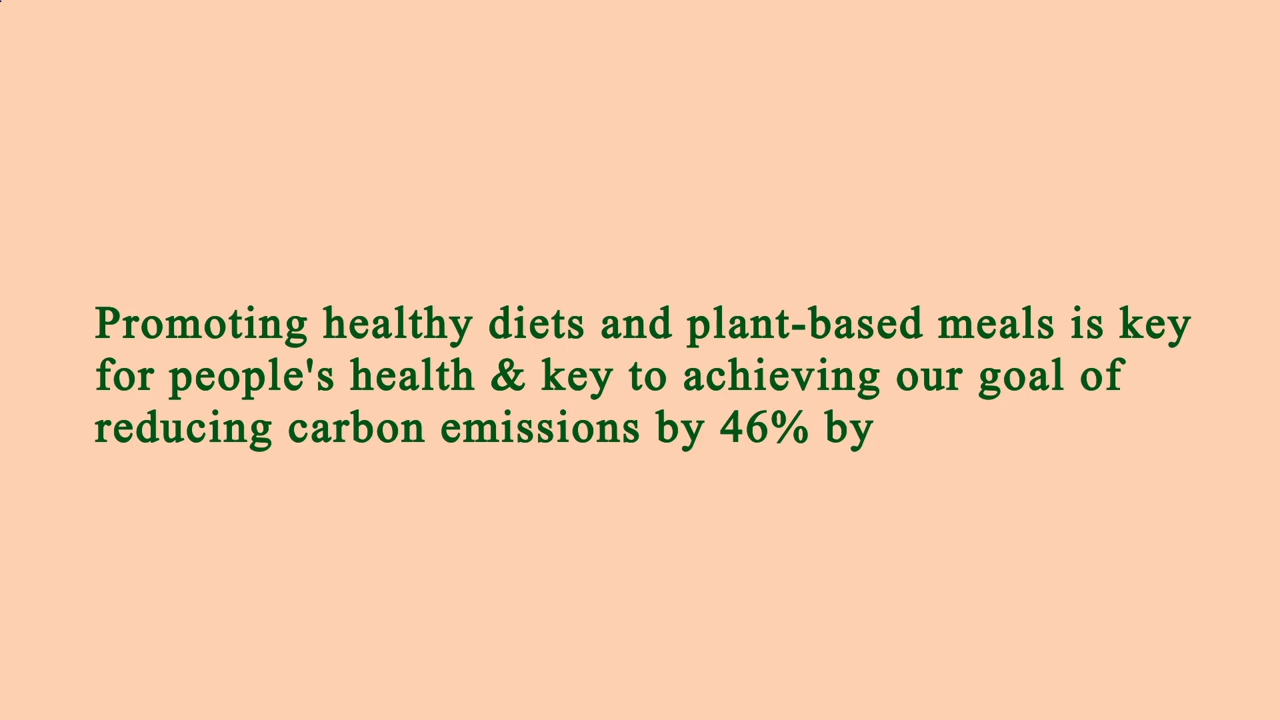 Promoting healthy diets and plant-based meals is key
for people's health & key to achieving our goal of
reducing carbon emissions by 46% by